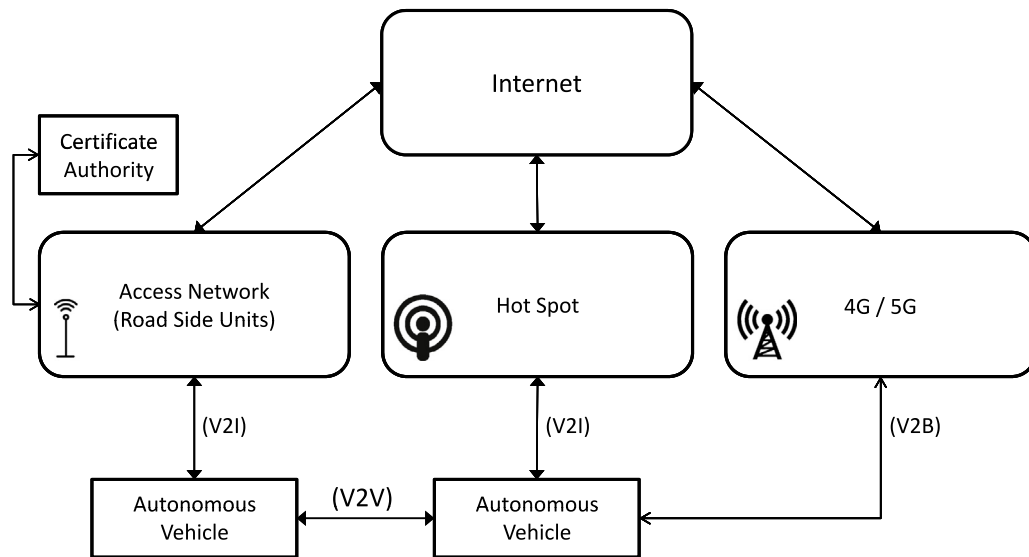 Internet
Certificate
Authority
Access Network
(Road Side Units)
Hot Spot
4G / 5G
(V2I)
(V2I)
(V2B)
Autonomous
Vehicle
(V2V)
Autonomous
Vehicle